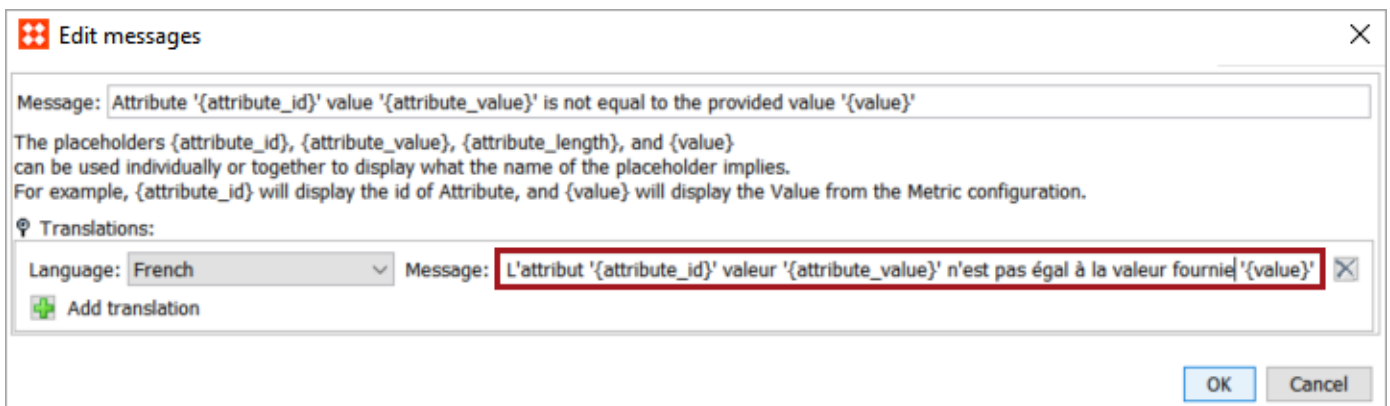 Edit messages
Message: Attribute '{attribute_id}' value '{attribute_value}' is not equal to the provided value '{value}'
The placeholders {attribute_id}, {attribute_value}, {attribute_length}, and {value}
can be used individually or together to display what the name of the placeholder implies.
For example, {attribute_id} will display the id of Attribute, and {value} will display the Value from the Metric configuration.
Translations:
Language: French Message: L'attribut '{attribute_id}' valeur '{attribute_value}' n'est pas égal à la valeur fournie '{value}'
Add translation
OK Cancel